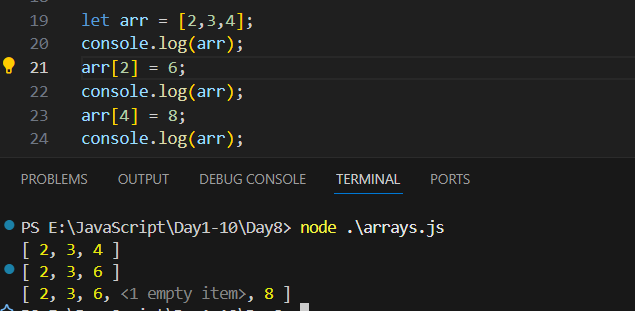 19 let arr = [2,3,4];
20 console.log(arr);
21 arr[2] = 6;
22 console.log(arr);
23 arr[4] = 8;
24 console.log(arr);
PROBLEMS OUTPUT DEBUG CONSOLE TERMINAL PORTS
PS E:\JavaScript\Day1-10\Day8> node .\arrays.js
[ 2, 3, 4 ]
[ 2, 3, 6 ]
[ 2, 3, 6, <1 empty item>, 8 ]